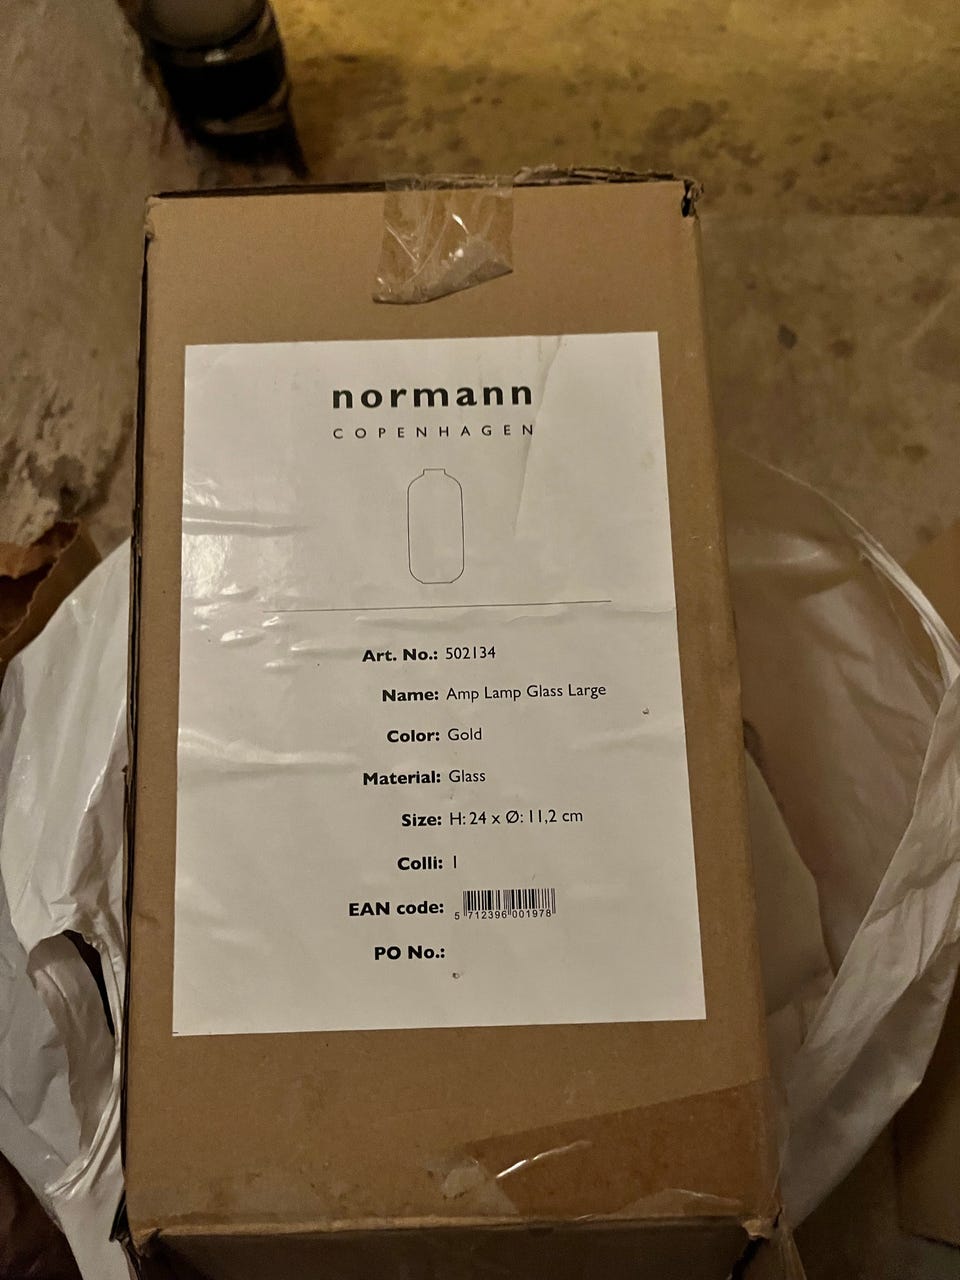 normann
COPENHAGEN
Art. No.: 502134
Name: Amp Lamp Glass Large
Color: Gold
Material: Glass
Size: H: 24 x Ø: 11,2 cm
Colli: 1
EAN code: 5 712396 001978
PO No.: